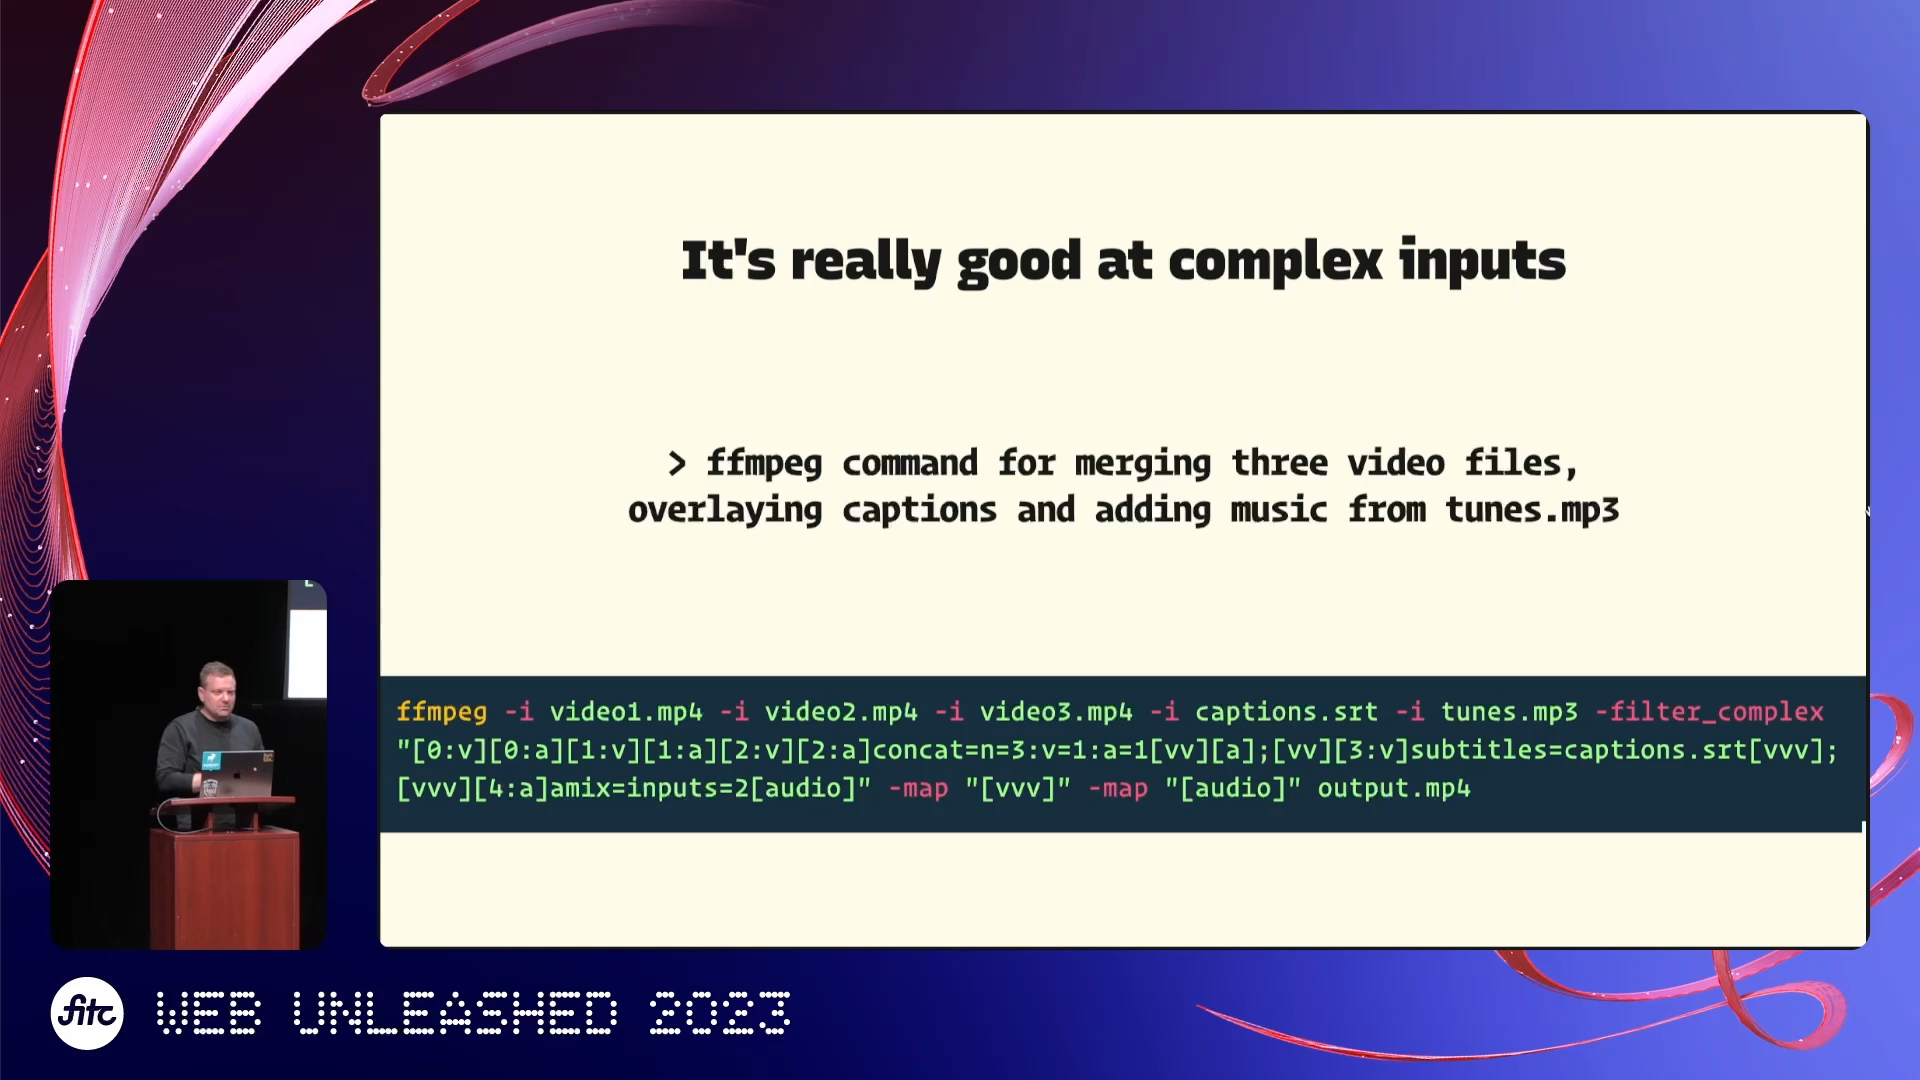 It's really good at complex inputs
> ffmpeg command for merging three video files,
overlaying captions and adding music from tunes.mp3
ffmpeg -i video1.mp4 -i video2.mp4 -i video3.mp4 -i captions.srt -i tunes.mp3 -filter_complex
"[0:v][0:a][1:v][1:a][2:v][2:a]concat=n=3:v=1:a=1[vv][a];[vv][3:v]subtitles=captions.srt[vvv];
[vvv][4:a]amix=inputs=2[audio]" -map "[vvv]" -map "[audio]" output.mp4
fitc WEB UNLEASHED 2023